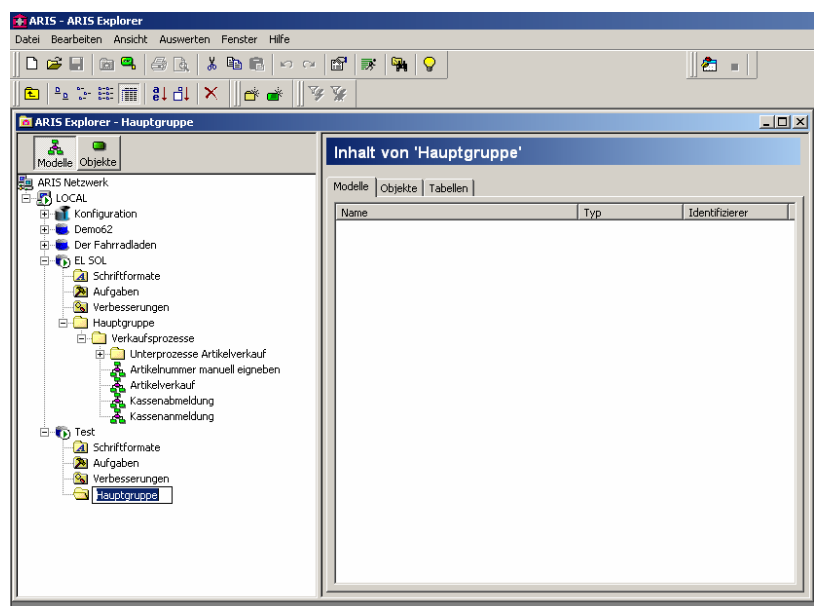 ARIS - ARIS Explorer
Datei Bearbeiten Ansicht Auswerten Fenster Hilfe
ARIS Explorer - Hauptgruppe
Modelle Objekte
Inhalt von 'Hauptgruppe'
ARIS Netzwerk
Modelle Objekte Tabellen
LOCAL
Name Typ Identifizierer
Konfiguration
Demo62
Der Fahrradladen
EL SOL
Schriftformate
Aufgaben
Verbesserungen
Hauptgruppe
Verkaufsprozesse
Unterprozesse Artikelverkauf
Artikelnummer manuell eigneben
Artikelverkauf
Kassenabmeldung
Kassenanmeldung
Test
Schriftformate
Aufgaben
Verbesserungen
Hauptgruppe